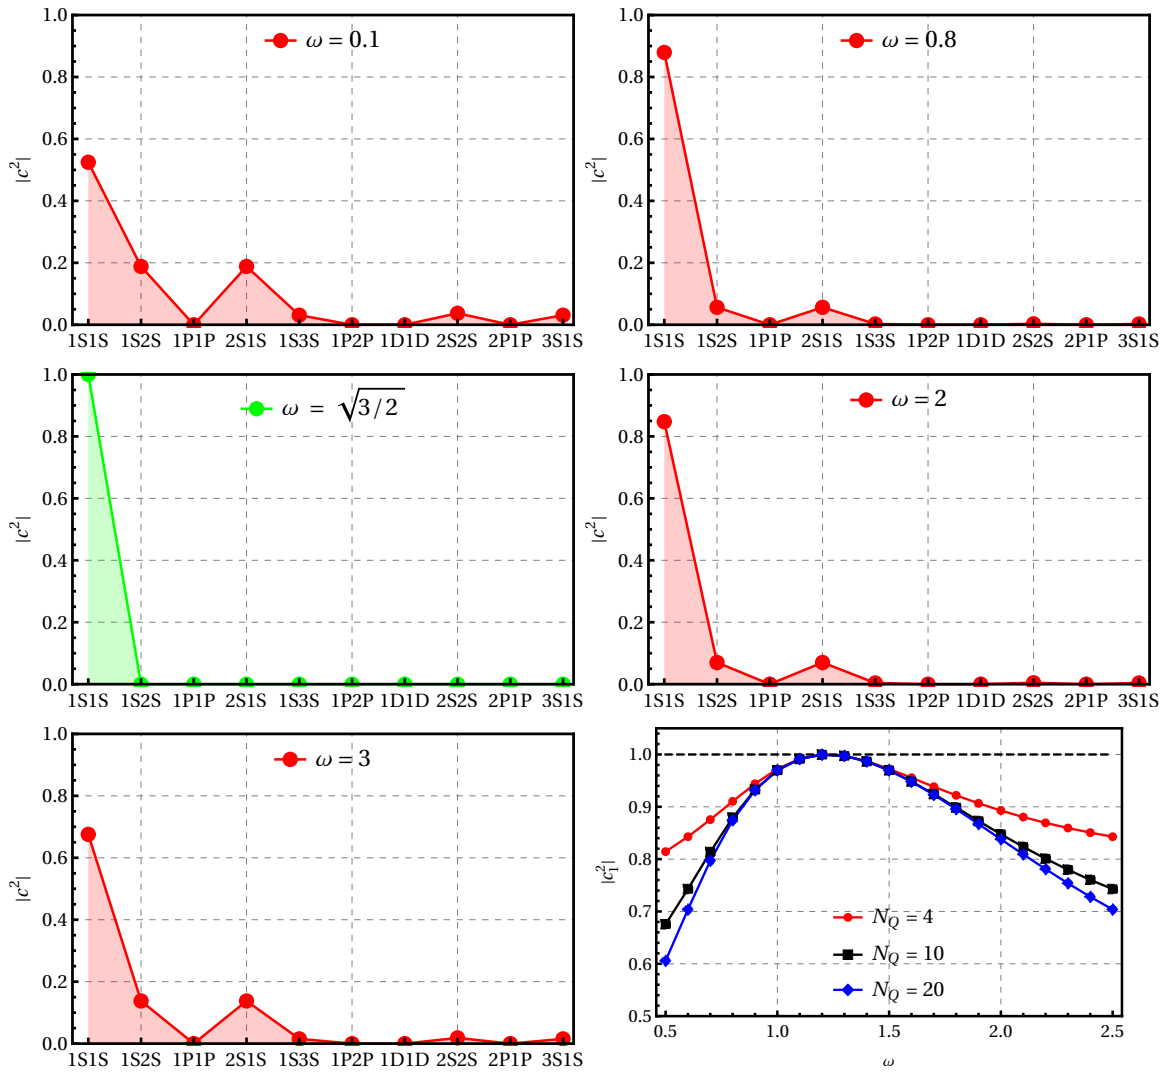 1.0
0.8
0.6
0.4
0.2
0.0
|c²|
ω = 0.1
1S1S 1S2S 1P1P 2S1S 1S3S 1P2P 1D1D 2S2S 2P1P 3S1S
1.0
0.8
0.6
0.4
0.2
0.0
|c²|
ω = 0.8
1S1S 1S2S 1P1P 2S1S 1S3S 1P2P 1D1D 2S2S 2P1P 3S1S
1.0
0.8
0.6
0.4
0.2
0.0
|c²|
ω = √3/2
1S1S 1S2S 1P1P 2S1S 1S3S 1P2P 1D1D 2S2S 2P1P 3S1S
1.0
0.8
0.6
0.4
0.2
0.0
|c²|
ω = 2
1S1S 1S2S 1P1P 2S1S 1S3S 1P2P 1D1D 2S2S 2P1P 3S1S
1.0
0.8
0.6
0.4
0.2
0.0
|c²|
ω = 3
1S1S 1S2S 1P1P 2S1S 1S3S 1P2P 1D1D 2S2S 2P1P 3S1S
1.0
0.9
0.8
0.7
0.6
0.5
|c₁²|
N_Q = 4
N_Q = 10
N_Q = 20
0.5 1.0 1.5 2.0 2.5
ω